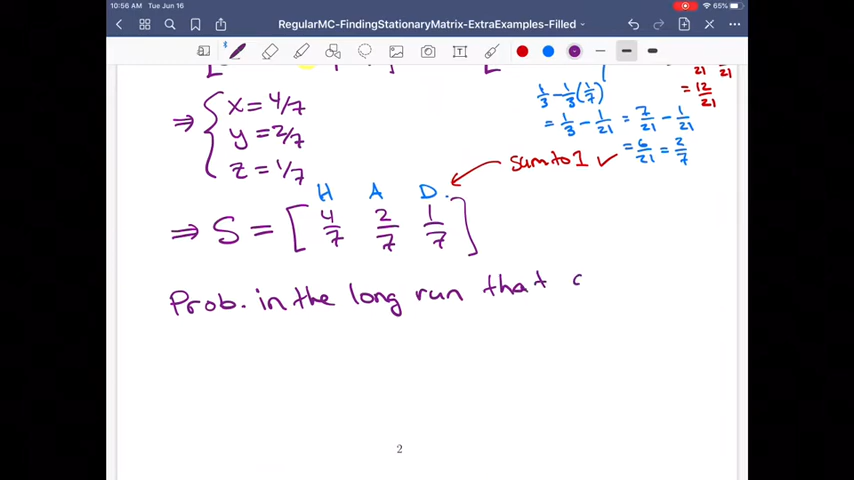 10:56 AM Tue Jun 16
65%
RegularMC-FindingStationaryMatrix-ExtraExamples-Filled
⇒ { x = 4/7
y = 2/7
z = 1/7
1/3 - 1/3 (1/7)
= 1/3 - 1/21 = 7/21 - 1/21
= 6/21 = 2/7
21 21
= 12/21
sum to 1 ✓
H A D
⇒ S = [ 4/7 2/7 1/7 ]
Prob. in the long run that
2